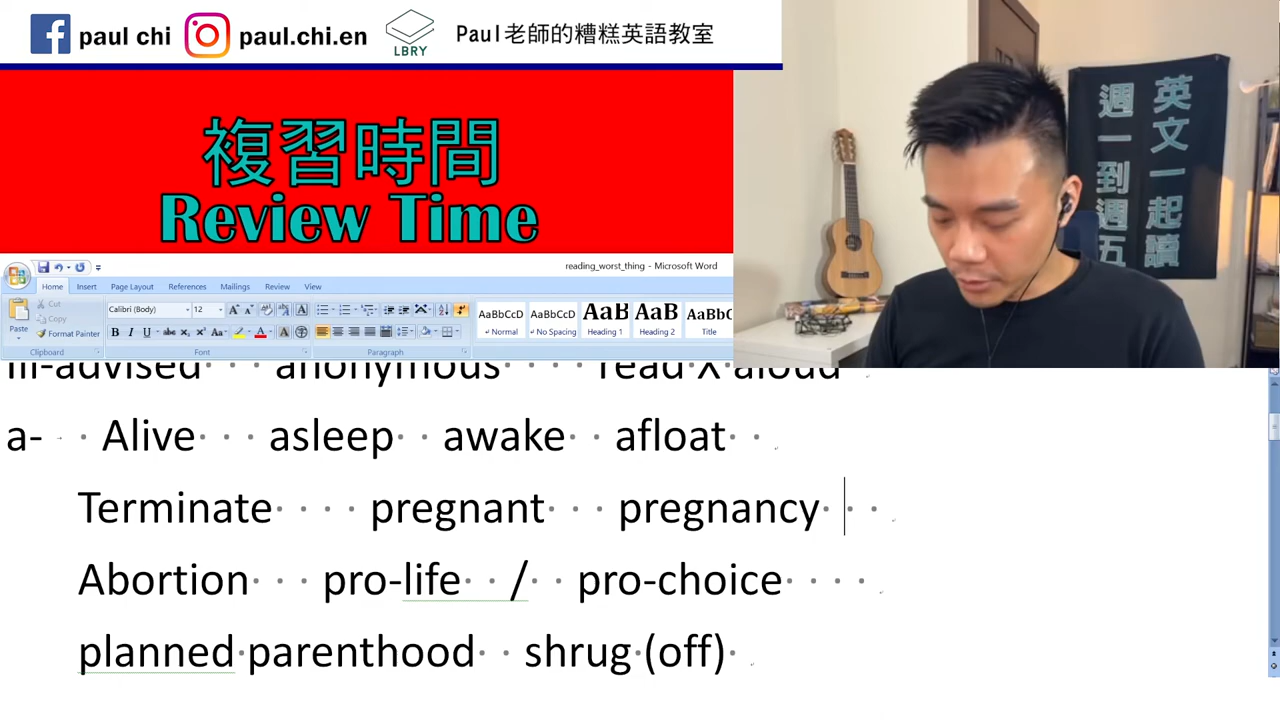 paul chi paul.chi.en LBRY Paul老師的糟糕英語教室
複習時間
Review Time
reading_worst_thing - Microsoft Word
Home Insert Page Layout References Mailings Review View
Paste
Cut
Copy
Format Painter
Clipboard
Calibri (Body) 12
Font
Paragraph
AaBbCcD AaBbCcD AaBb AaBbC AaBbC
Normal No Spacing Heading 1 Heading 2 Title
ill-advised anonymous read X aloud
a- Alive asleep awake afloat
Terminate pregnant pregnancy
Abortion pro-life / pro-choice
planned parenthood shrug (off)
英文一起讀
週一到週五